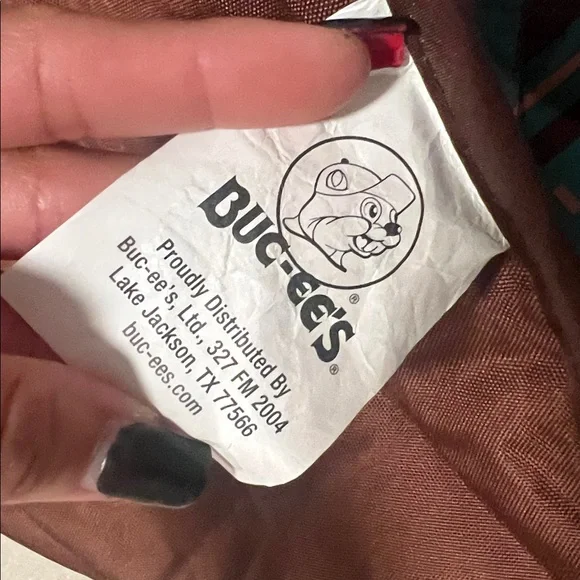 BUC-EE'S®
®
Proudly Distributed By
Buc-ee's, Ltd., 327 FM 2004
Lake Jackson, TX 77566
buc-ees.com